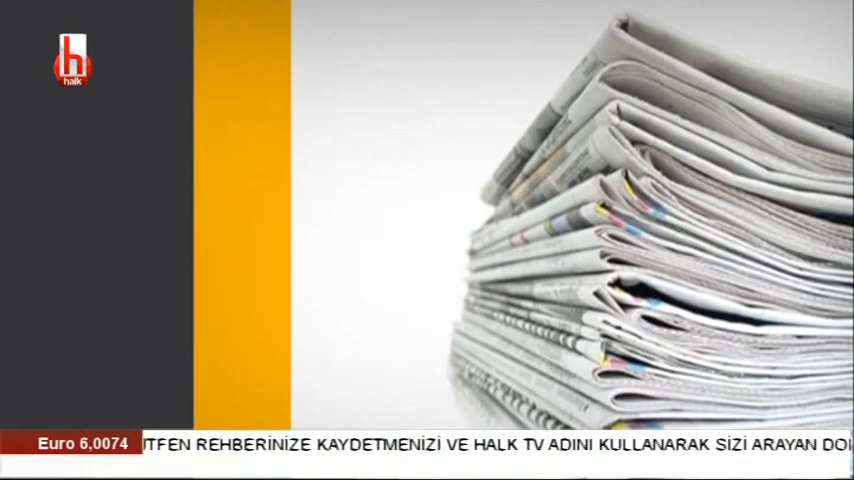 h
halk
Euro 6,0074
ÜTFEN REHBERİNİZE KAYDETMENİZİ VE HALK TV ADINI KULLANARAK SİZİ ARAYAN